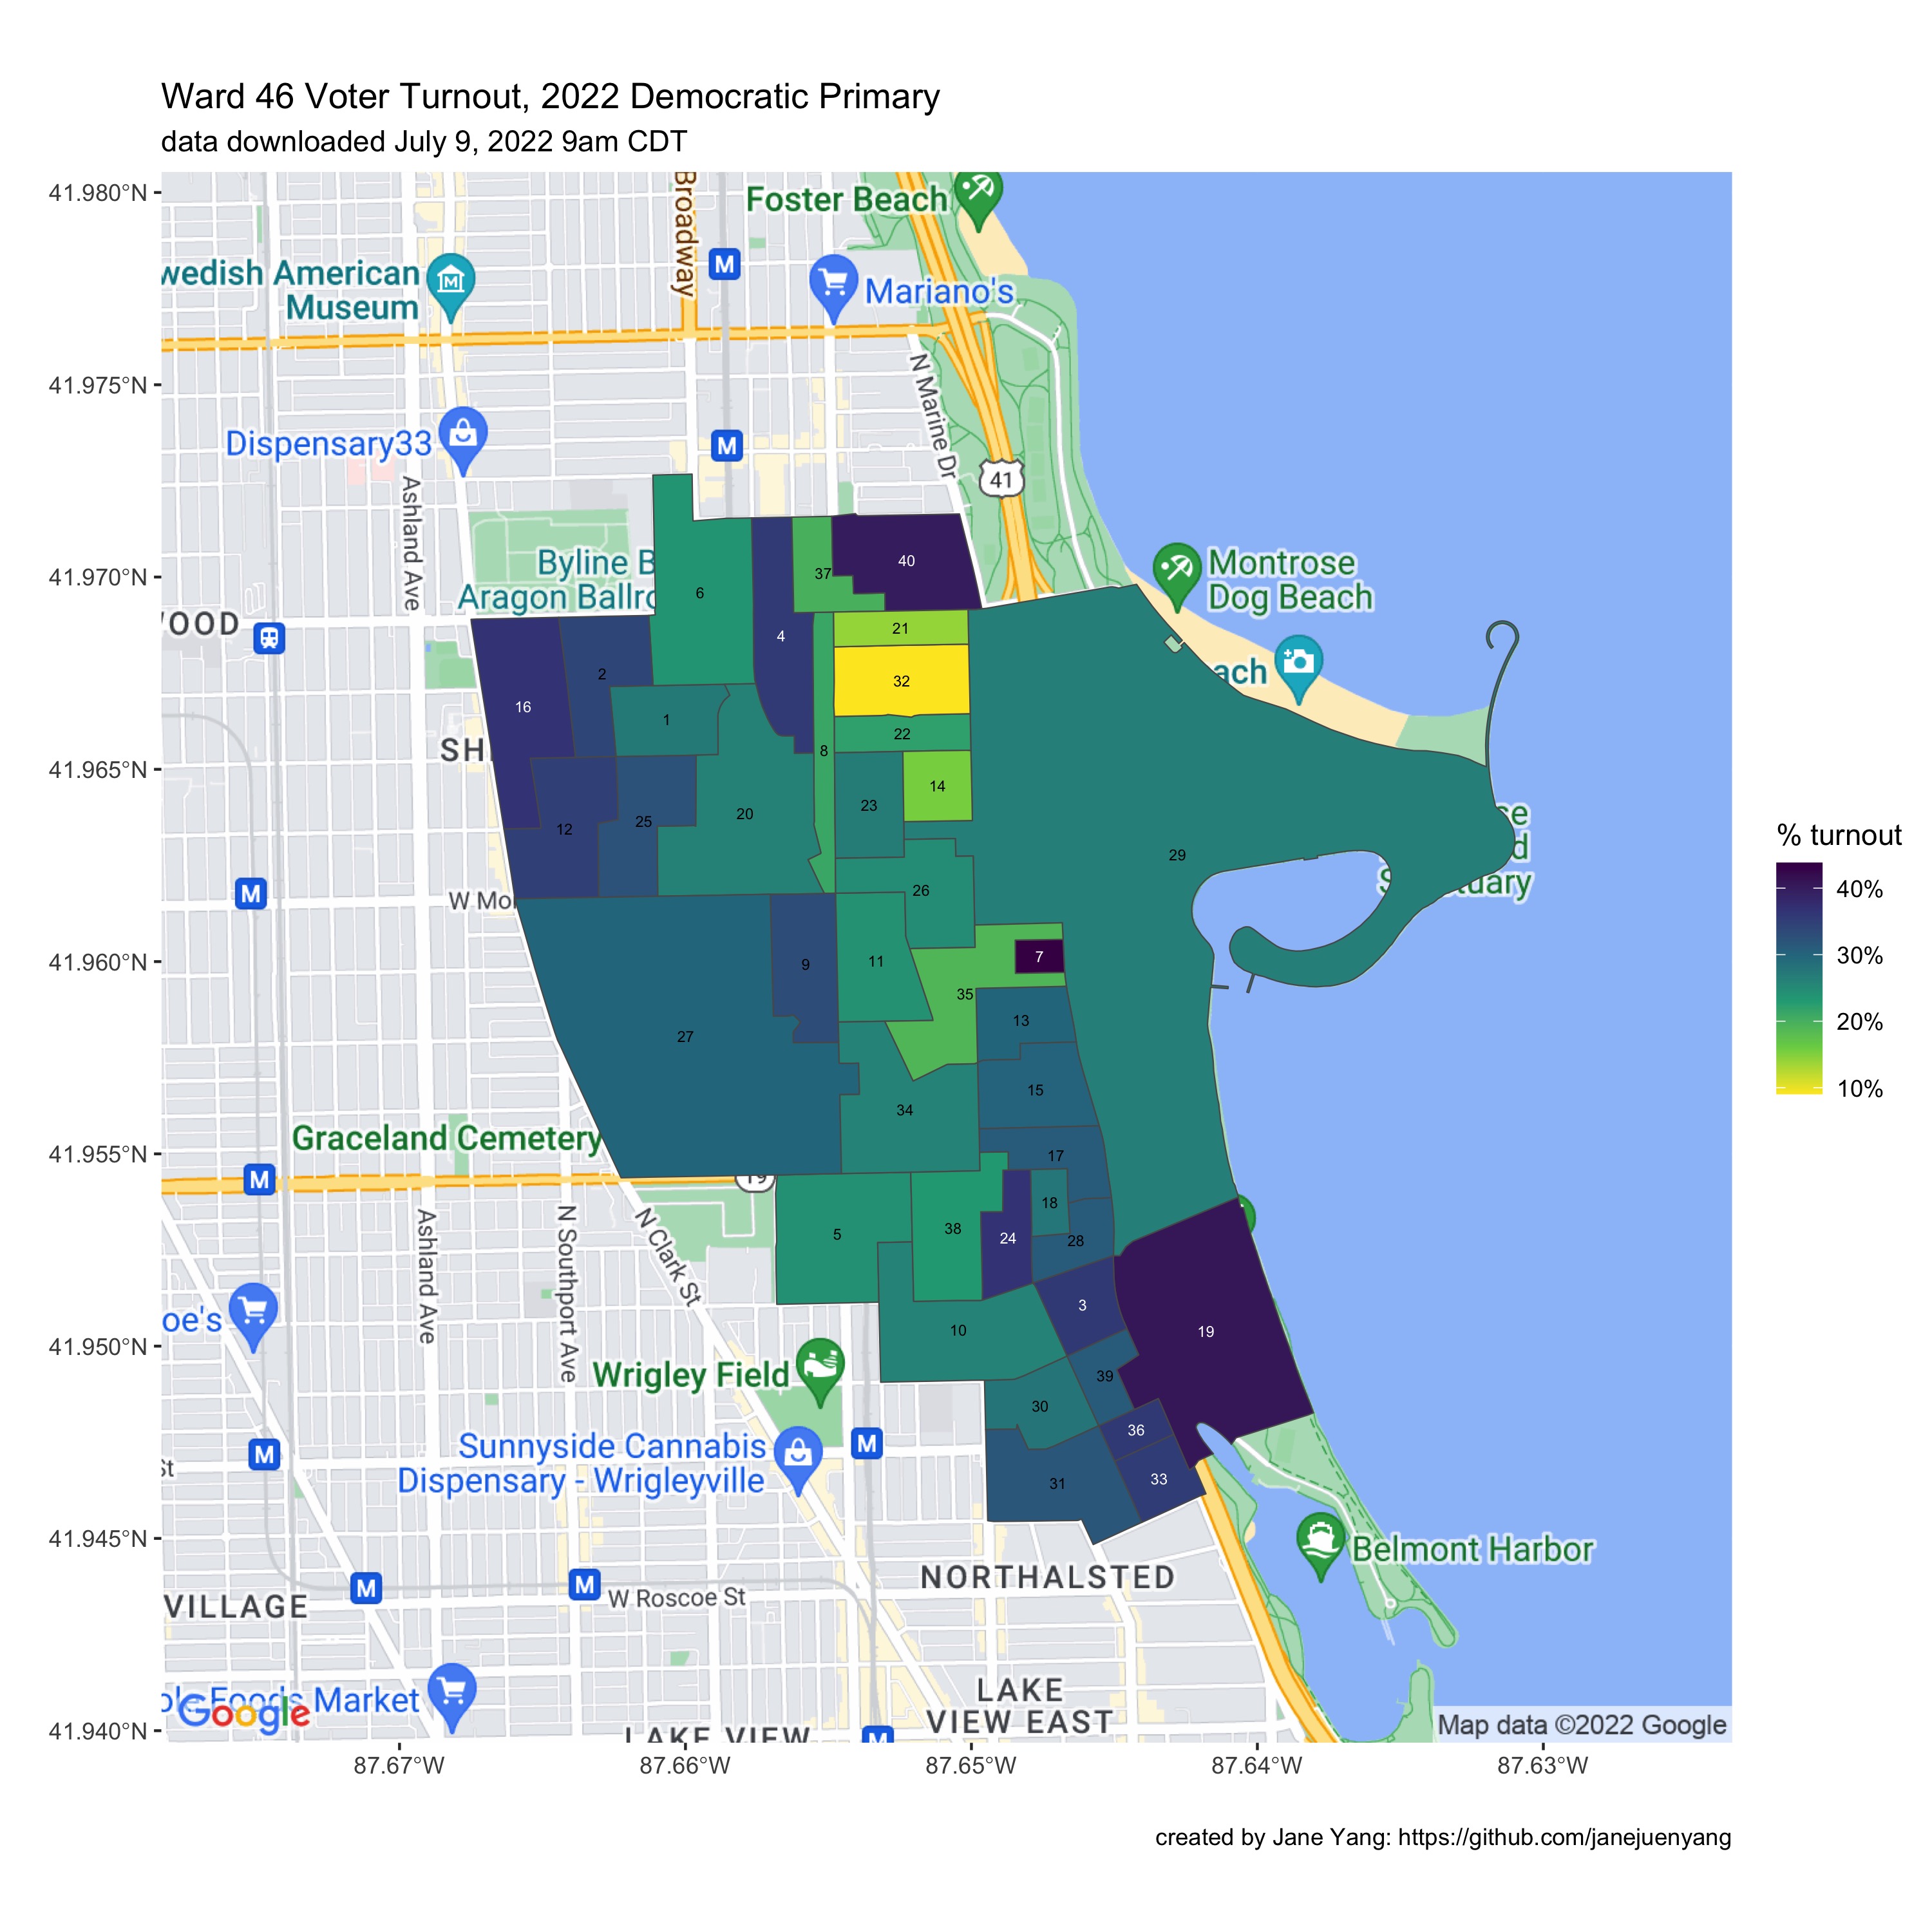 Ward 46 Voter Turnout, 2022 Democratic Primary
data downloaded July 9, 2022 9am CDT
41.980°N
41.975°N
41.970°N
41.965°N
41.960°N
41.955°N
41.950°N
41.945°N
41.940°N
Broadway
Foster Beach
wedish American
Museum
M
Mariano's
N Marine Dr
Dispensary33
M
41
Ashland Ave
Byline B
Aragon Ballro
Montrose
Dog Beach
OOD
ach
SH
W Mo
M
Graceland Cemetery
M
19
Ashland Ave
N Southport Ave
N Clark St
oe's
Wrigley Field
M
M
Sunnyside Cannabis
Dispensary - Wrigleyville
St
Belmont Harbor
NORTHALSTED
M
M
W Roscoe St
VILLAGE
Foods Market
Google
LAKE VIEW
M
LAKE
VIEW EAST
Map data ©2022 Google
6
4
37
40
21
32
22
8
23
14
16
2
1
12
25
20
26
29
9
11
7
35
27
13
15
34
17
18
5
38
24
28
3
10
19
39
30
36
31
33
% turnout
40%
30%
20%
10%
87.67°W
87.66°W
87.65°W
87.64°W
87.63°W
created by Jane Yang: https://github.com/janejuenyang